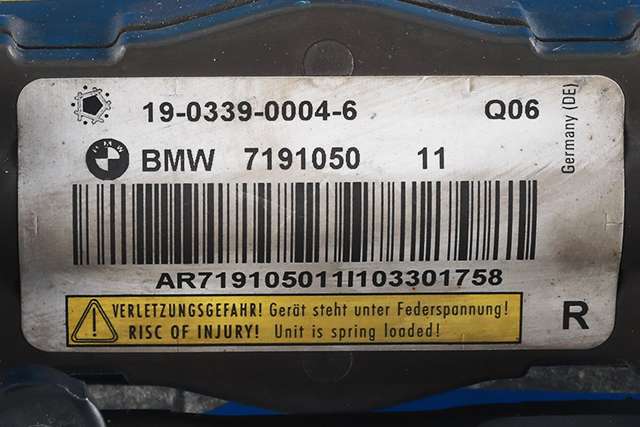 19-0339-0004-6 Q06
Germany (DE)
BMW 7191050 11
AR719105011I103301758
VERLETZUNGSGEFAHR! Gerät steht unter Federspannung!
RISC OF INJURY! Unit is spring loaded!
R